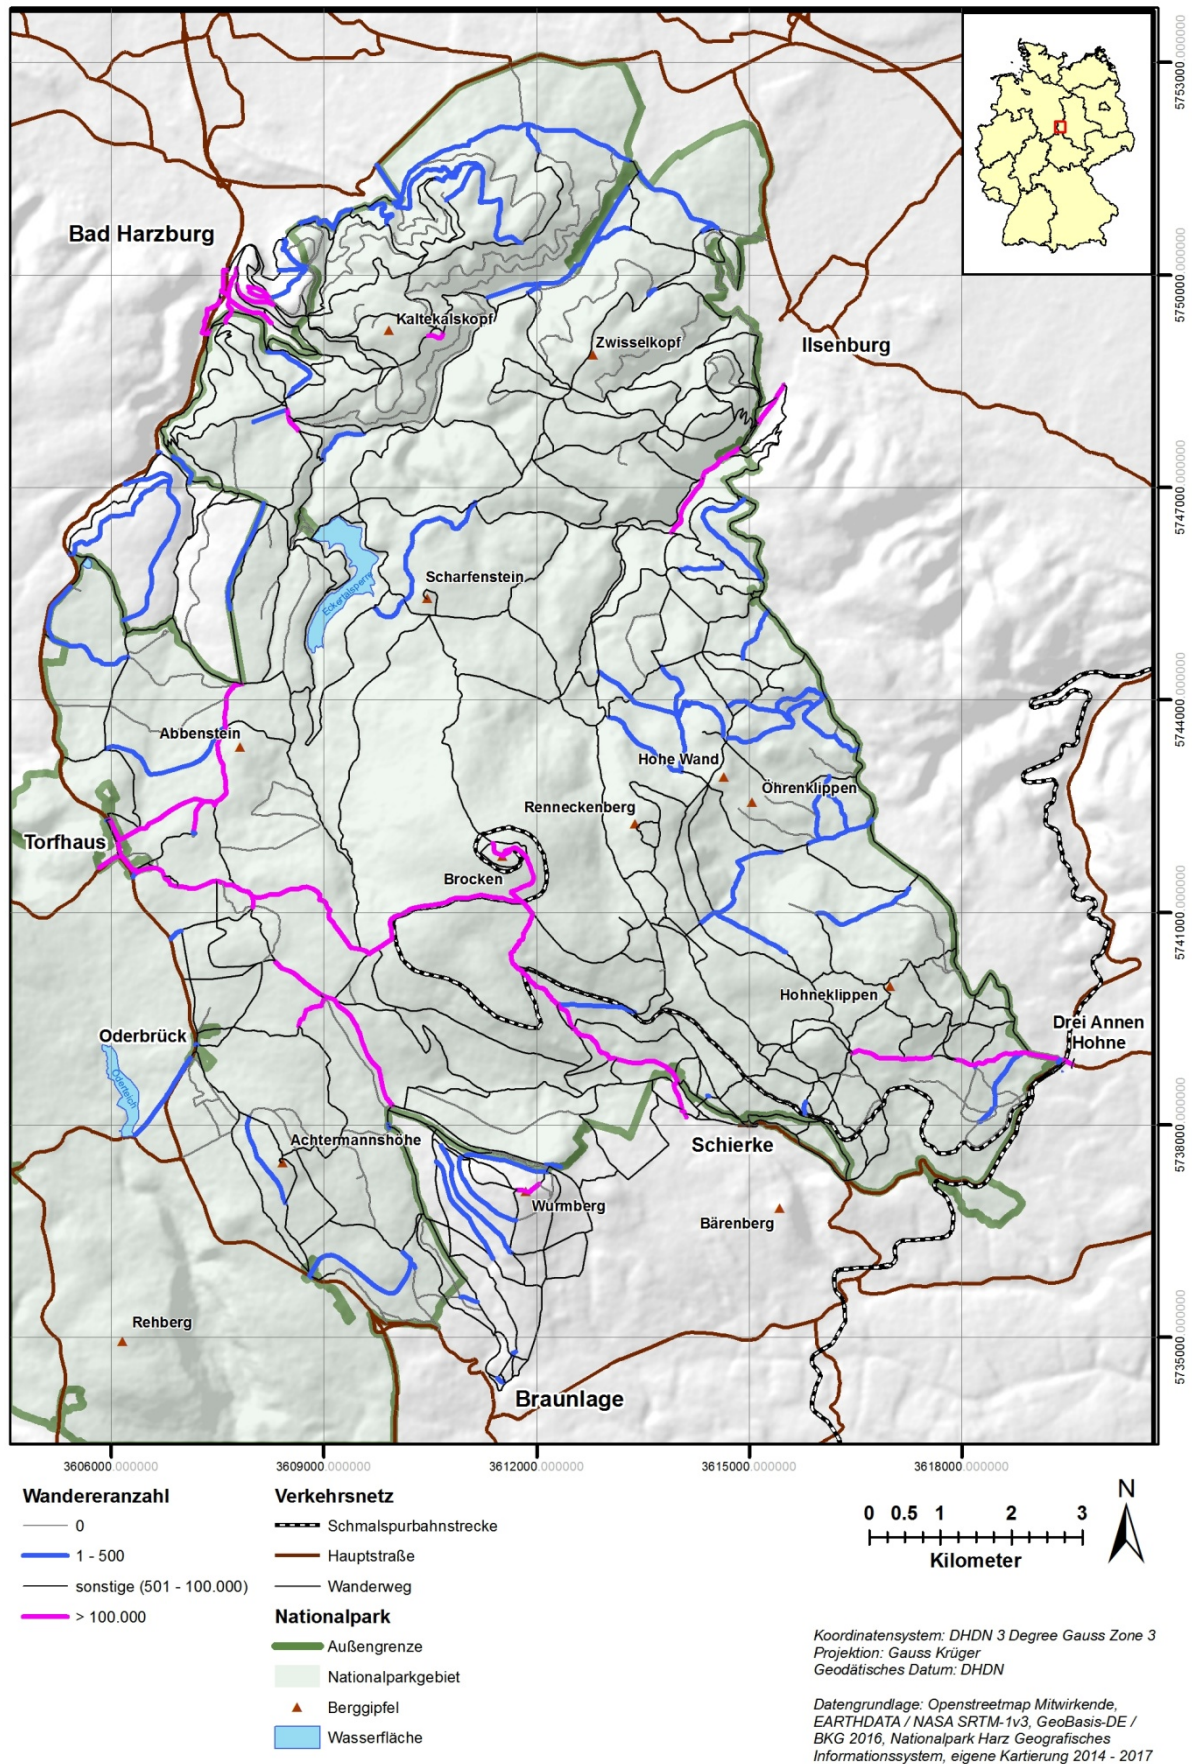 Bad Harzburg
Kaltekalskopf
Zwisselkopf
Ilsenburg
Eckertalsperre
Scharfenstein
Abbenstein
Hohe Wand
Öhrenklippen
Renneckenberg
Torfhaus
Brocken
Hohneklippen
Drei Annen
Hohne
Oderbrück
Oderteich
Achtermannshöhe
Schierke
Wurmberg
Bärenberg
Rehberg
Braunlage
5753000.000000
5750000.000000
5747000.000000
5744000.000000
5741000.000000
5738000.000000
5735000.000000
3606000.000000
3609000.000000
3612000.000000
3615000.000000
3618000.000000
Wandereranzahl
0
1 - 500
sonstige (501 - 100.000)
> 100.000
Verkehrsnetz
Schmalspurbahnstrecke
Hauptstraße
Wanderweg
Nationalpark
Außengrenze
Nationalparkgebiet
Berggipfel
Wasserfläche
0 0.5 1 2 3
Kilometer
N
Koordinatensystem: DHDN 3 Degree Gauss Zone 3
Projektion: Gauss Krüger
Geodätisches Datum: DHDN
Datengrundlage: Openstreetmap Mitwirkende,
EARTHDATA / NASA SRTM-1v3, GeoBasis-DE /
BKG 2016, Nationalpark Harz Geografisches
Informationssystem, eigene Kartierung 2014 - 2017